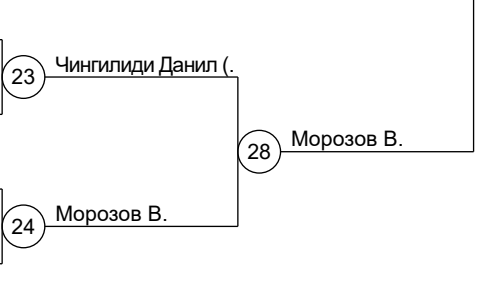 23
Чингилиди Данил (.
28
Морозов В.
24
Морозов В.